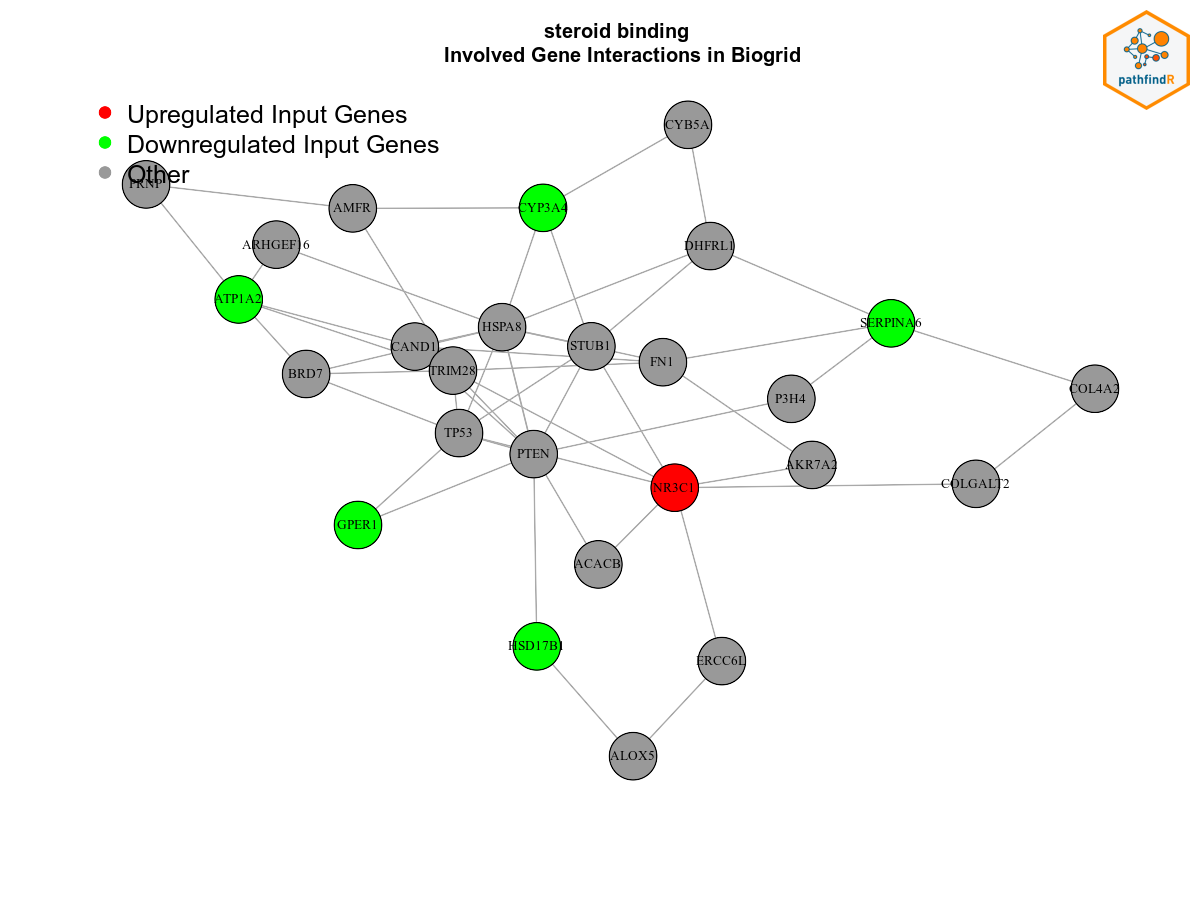 steroid binding
Involved Gene Interactions in Biogrid
pathfindR
Upregulated Input Genes
Downregulated Input Genes
Other
CYB5A
PRNP
AMFR
CYP3A4
ARHGEF16
DHFRL1
ATP1A2
HSPA8
SERPINA6
CAND1
STUB1
FN1
BRD7
TRIM28
COL4A2
P3H4
TP53
PTEN
AKR7A2
NR3C1
COLGALT2
GPER1
ACACB
HSD17B1
ERCC6L
ALOX5